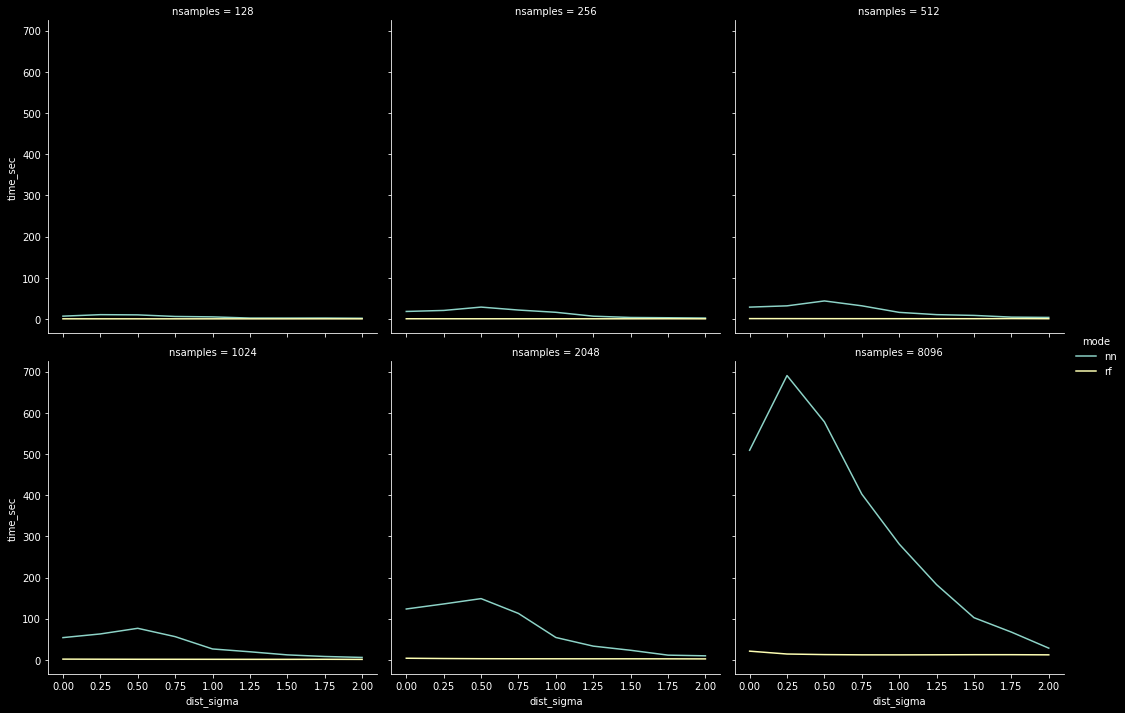 nsamples = 128
nsamples = 256
nsamples = 512
700
600
500
400
300
200
100
0
time_sec
nsamples = 1024
nsamples = 2048
nsamples = 8096
mode
nn
rf
700
600
500
400
300
200
100
0
time_sec
0.00 0.25 0.50 0.75 1.00 1.25 1.50 1.75 2.00
0.00 0.25 0.50 0.75 1.00 1.25 1.50 1.75 2.00
0.00 0.25 0.50 0.75 1.00 1.25 1.50 1.75 2.00
dist_sigma
dist_sigma
dist_sigma